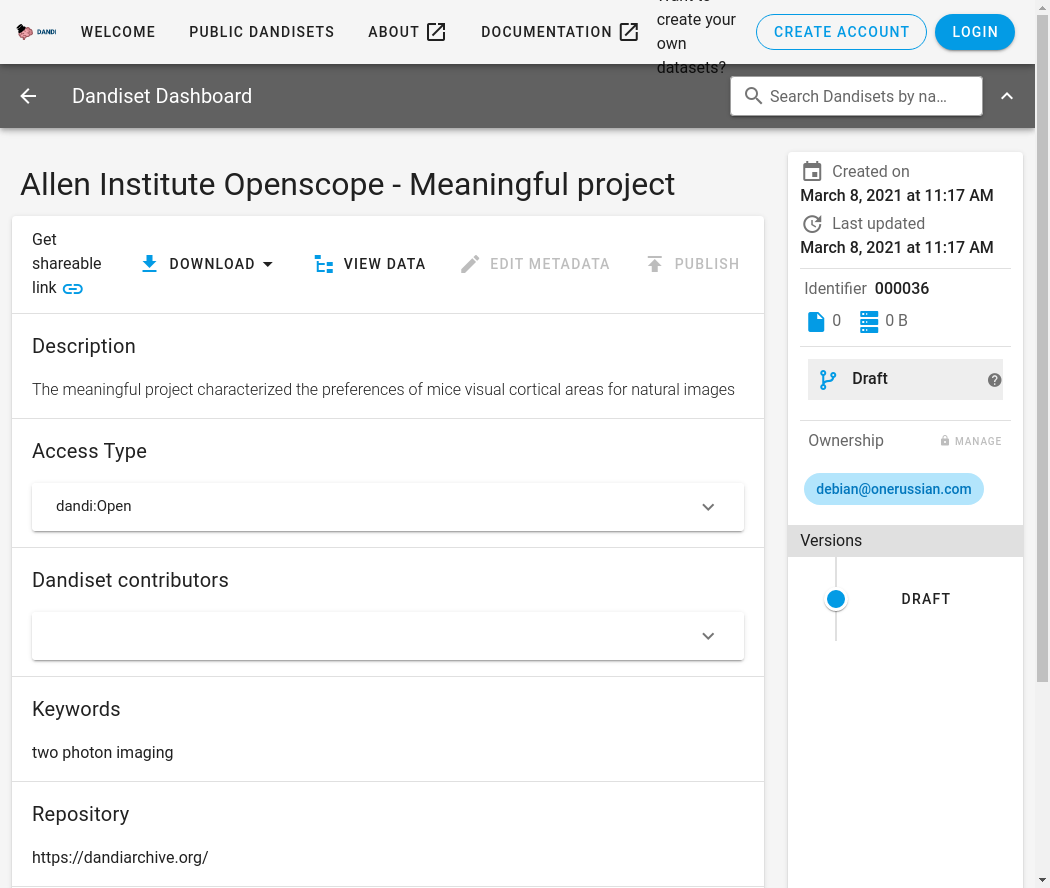 DANDI
WELCOME
PUBLIC DANDISETS
ABOUT
DOCUMENTATION
create your
own
datasets?
CREATE ACCOUNT
LOGIN
Dandiset Dashboard
Search Dandisets by na…
Allen Institute Openscope - Meaningful project
Get
shareable
link
DOWNLOAD
VIEW DATA
EDIT METADATA
PUBLISH
Description
The meaningful project characterized the preferences of mice visual cortical areas for natural images
Access Type
dandi:Open
Dandiset contributors
Keywords
two photon imaging
Repository
https://dandiarchive.org/
Created on
March 8, 2021 at 11:17 AM
Last updated
March 8, 2021 at 11:17 AM
Identifier 000036
0
0 B
Draft
?
Ownership
MANAGE
debian@onerussian.com
Versions
DRAFT